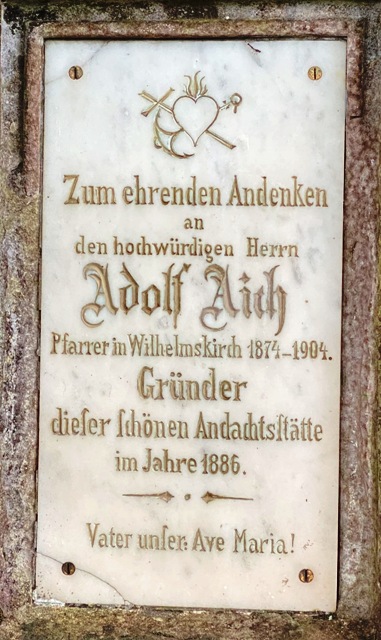 Zum ehrenden Andenken
an
den hochwürdigen Herrn
Adolf Aich
Pfarrer in Wilhelmskirch 1874–1904.
Gründer
dieſer ſchönen Andachtsſtätte
im Jahre 1886.
Vater unſer. Ave Maria!